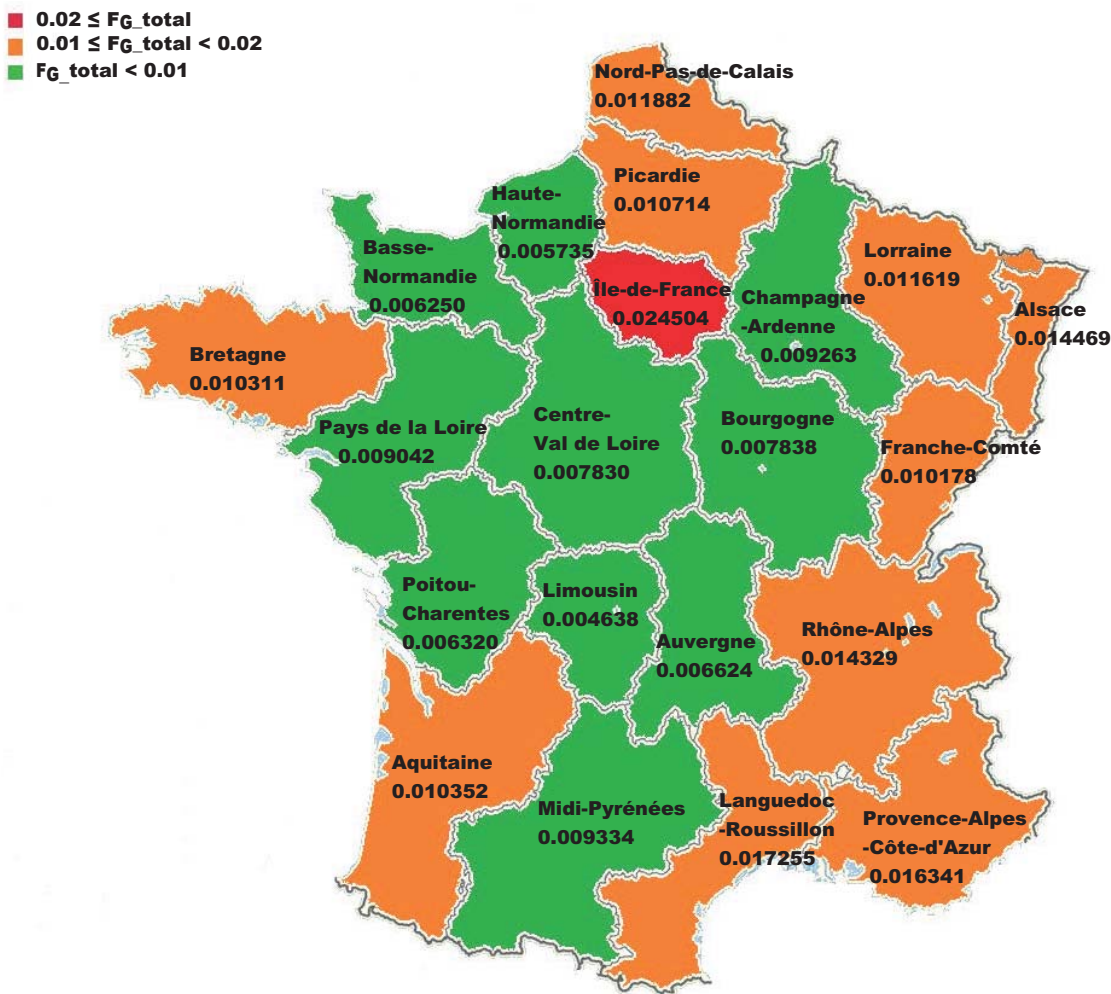 0.02 ≤ FG_total
0.01 ≤ FG_total < 0.02
FG_total < 0.01
Nord-Pas-de-Calais
0.011882
Picardie
0.010714
Haute-
Normandie
0.005735
Basse-
Normandie
0.006250
Île-de-France
0.024504
Champagne
-Ardenne
0.009263
Lorraine
0.011619
Alsace
0.014469
Bretagne
0.010311
Pays de la Loire
0.009042
Centre-
Val de Loire
0.007830
Bourgogne
0.007838
Franche-Comté
0.010178
Poitou-
Charentes
0.006320
Limousin
0.004638
Auvergne
0.006624
Rhône-Alpes
0.014329
Aquitaine
0.010352
Midi-Pyrénées
0.009334
Languedoc
-Roussillon
0.017255
Provence-Alpes
-Côte-d'Azur
0.016341